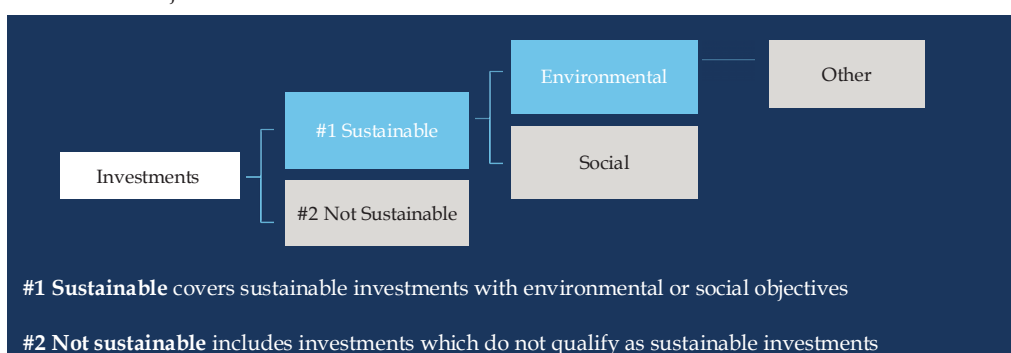 Environmental
Other
#1 Sustainable
Social
Investments
#2 Not Sustainable
#1 Sustainable covers sustainable investments with environmental or social objectives
#2 Not sustainable includes investments which do not qualify as sustainable investments